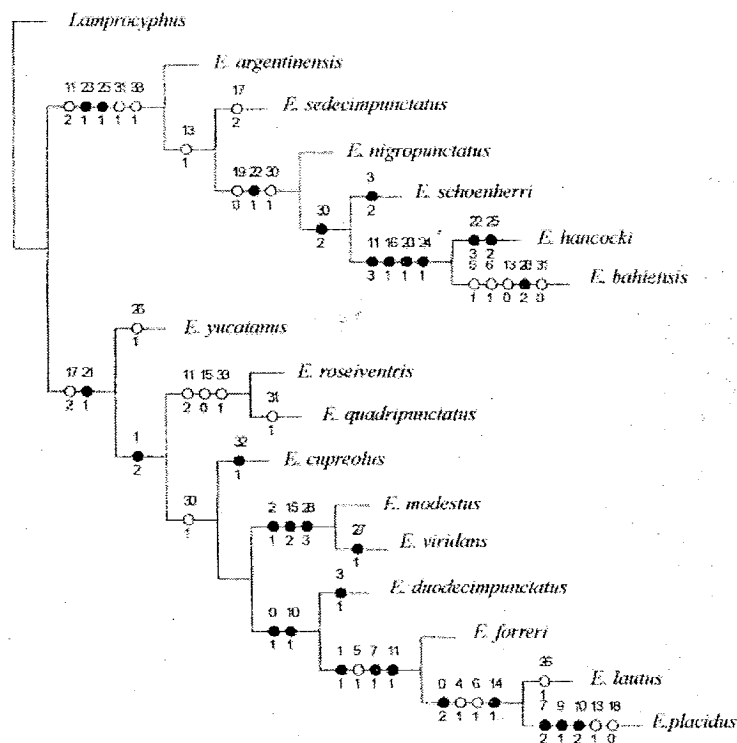 Lamprocyphus
E. argentinensis
11 23 25 31 33
2 1 1 1 1
17
E. sedecimpunctatus
2
13
1
E. nigropunctatus
19 22 30
0 1 1
3
E. schoenherri
2
30
2
22 25
E. hancocki
3 2
11 16 20 24
3 1 1 1
5 6 13 28 31
E. bahiensis
1 1 0 2 0
E. yucatanus
1
17 21
2 1
E. roseiventris
11 15 33
2 0 1
31
E. quadripunctatus
1
1
2
32
E. cupreolus
1
30
1
E. modestus
2 15 28
1 2 3
27
E. viridans
1
3
E. duodecimpunctatus
1
0 10
1 1
E. forreri
1 5 7 11
1 1 1 1
E. lautus
1
0 4 6 14
2 1 1 1
7 9 10 13 18
E.placidus
2 1 2 1 0